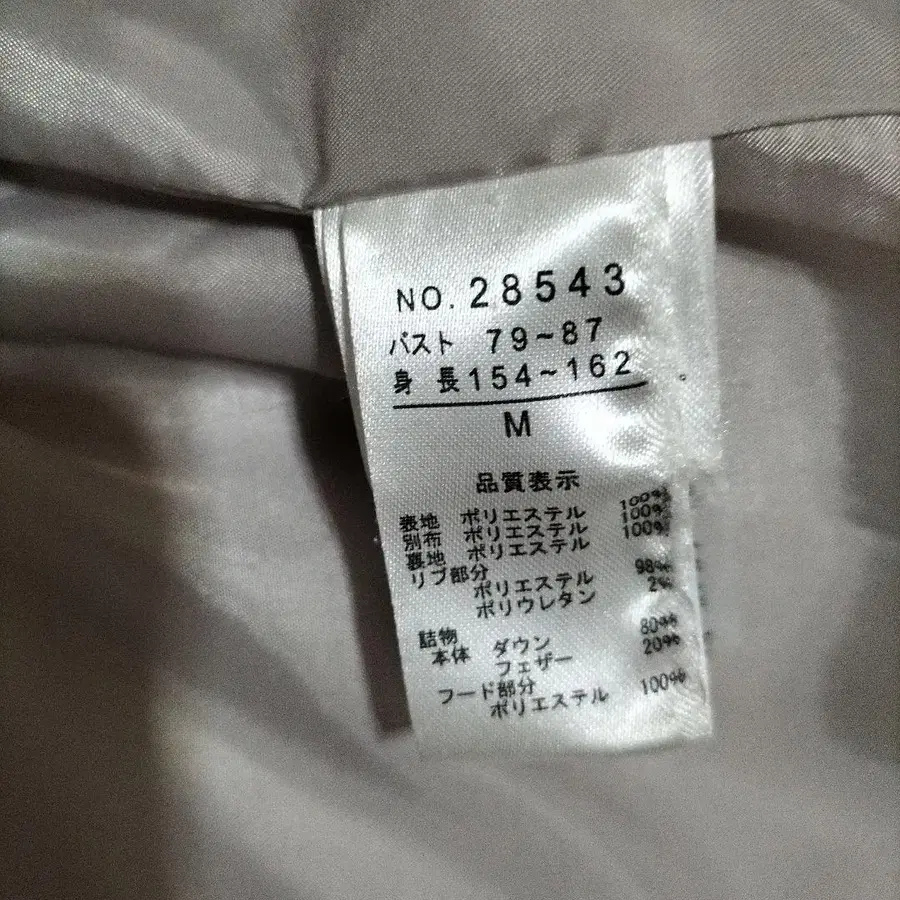 NO. 28543
バスト 79~87
身 長 154~162
M
品質表示
表地 ポリエステル 100%
別布 ポリエステル 100%
裏地 ポリエステル 100%
リブ部分
ポリエステル 98%
ポリウレタン 2%
詰物
本体 ダウン 80%
フェザー 20%
フード部分
ポリエステル 100%